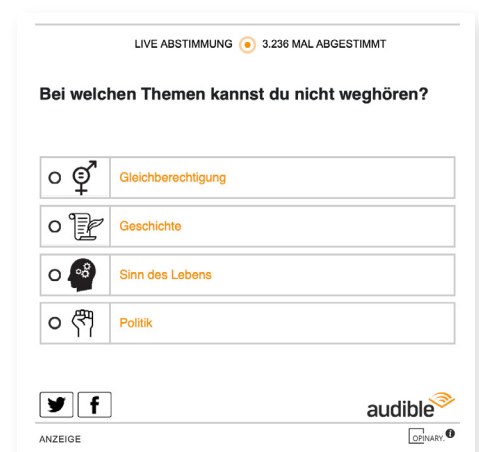 LIVE ABSTIMMUNG 3.236 MAL ABGESTIMMT
Bei welchen Themen kannst du nicht weghören?
Gleichberechtigung
Geschichte
Sinn des Lebens
Politik
audible
ANZEIGE OPINARY.